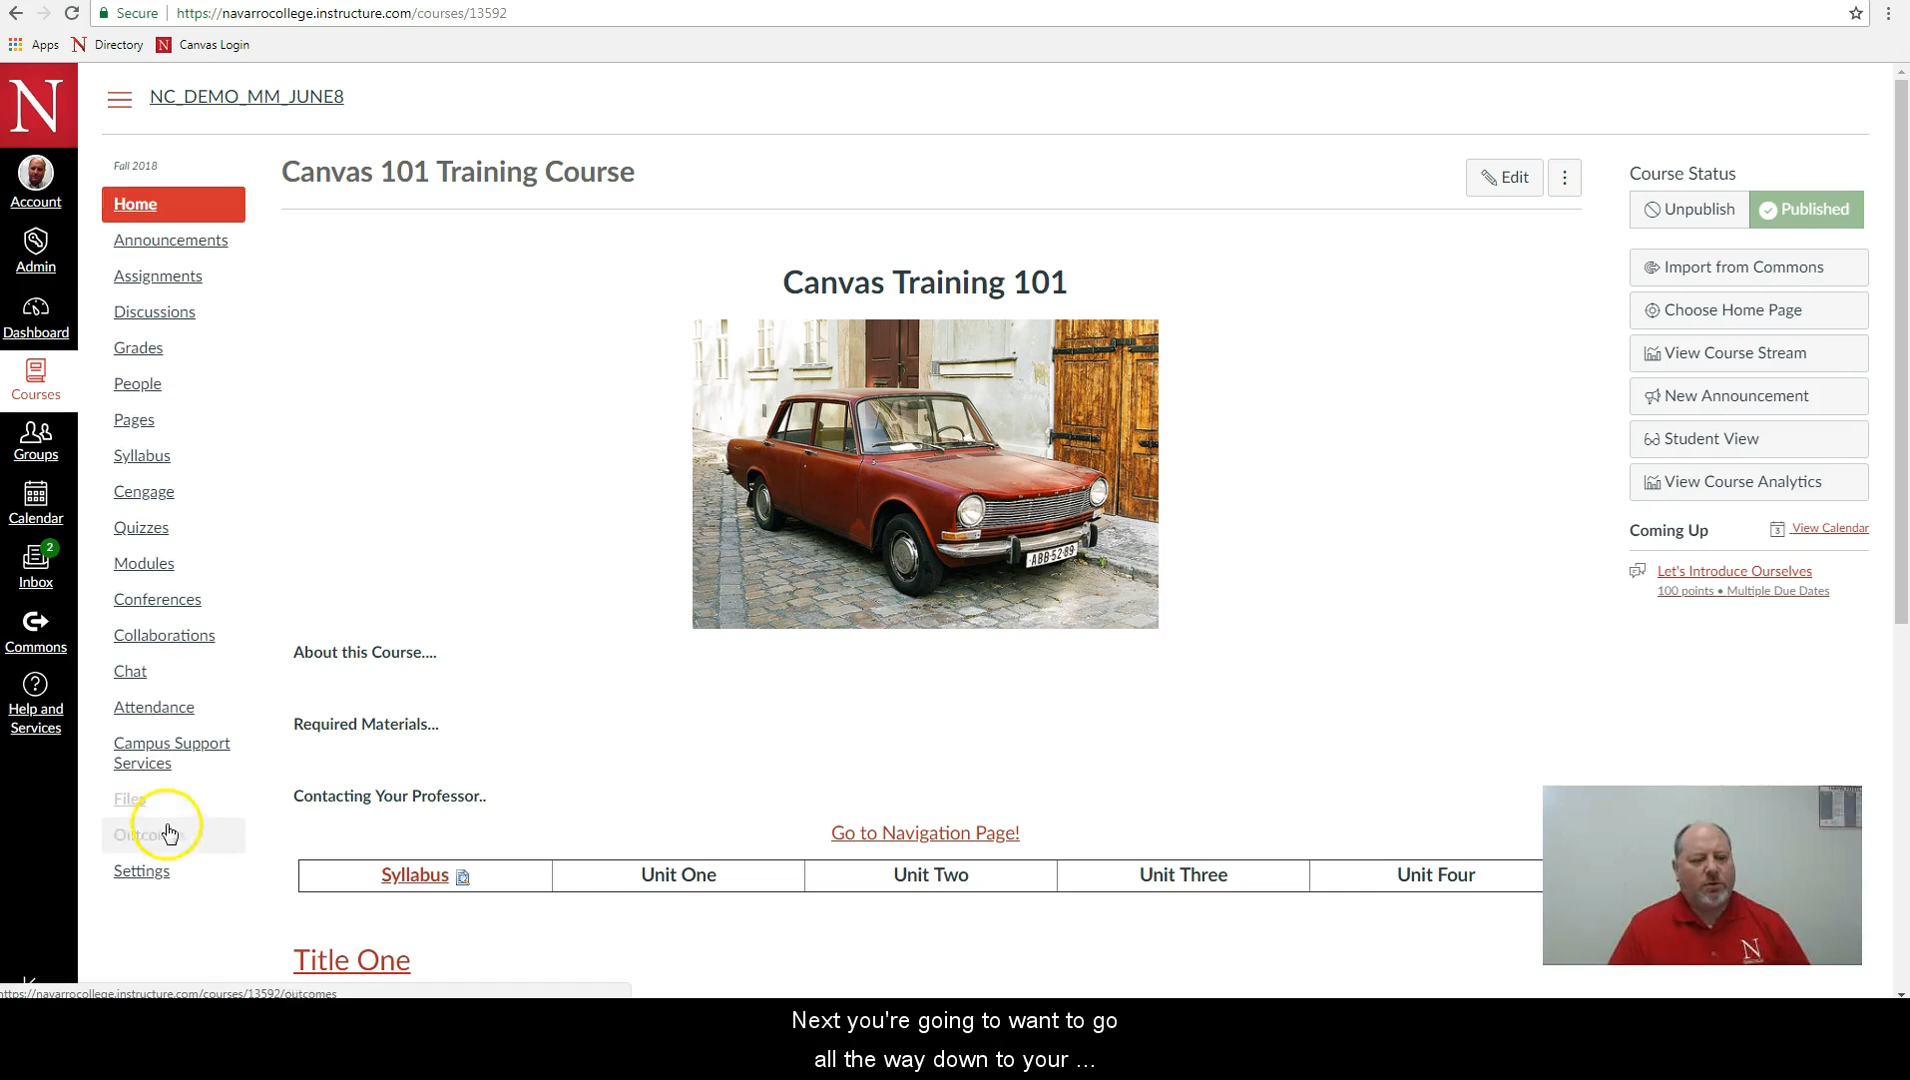 Secure https://navarrocollege.instructure.com/courses/13592
Apps Directory Canvas Login
N
Account
Admin
Dashboard
Courses
Groups
Calendar
2
Inbox
Commons
Help and
Services
NC_DEMO_MM_JUNE8
Fall 2018
Home
Announcements
Assignments
Discussions
Grades
People
Pages
Syllabus
Cengage
Quizzes
Modules
Conferences
Collaborations
Chat
Attendance
Campus Support
Services
Files
Settings
Canvas 101 Training Course
Edit
Canvas Training 101
ABB-52-89
About this Course....
Required Materials...
Contacting Your Professor..
Go to Navigation Page!
Syllabus Unit One Unit Two Unit Three Unit Four
Title One
Course Status
Unpublish Published
Import from Commons
Choose Home Page
View Course Stream
New Announcement
Student View
View Course Analytics
Coming Up View Calendar
Let's Introduce Ourselves
100 points • Multiple Due Dates
N
https://navarrocollege.instructure.com/courses/13592/outcomes
Next you're going to want to go
all the way down to your ...